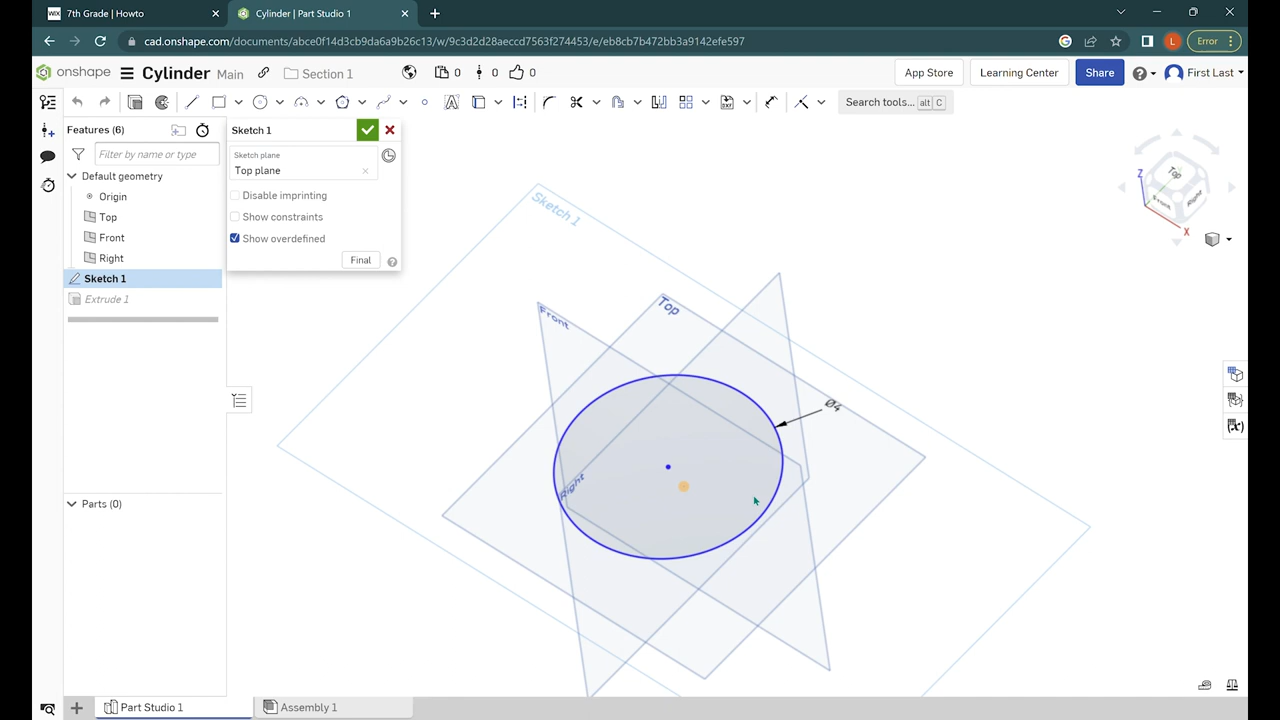 WIX 7th Grade | Howto
Cylinder | Part Studio 1
cad.onshape.com/documents/abce0f14d3cb9da6a9b26c13/w/9c3d2d28aeccd7563f274453/e/eb8cb7b472bb3a9142efe597
L
Error
onshape Cylinder Main Section 1 0 0 0 App Store Learning Center Share First Last
Search tools... alt C
Features (6)
Filter by name or type
Default geometry
Origin
Top
Front
Right
Sketch 1
Extrude 1
Parts (0)
Sketch 1
Sketch plane
Top plane
Disable imprinting
Show constraints
Show overdefined
Final
Sketch 1
Front
Top
Right
Ø4
Z
Top
Front
Right
X
Part Studio 1
Assembly 1